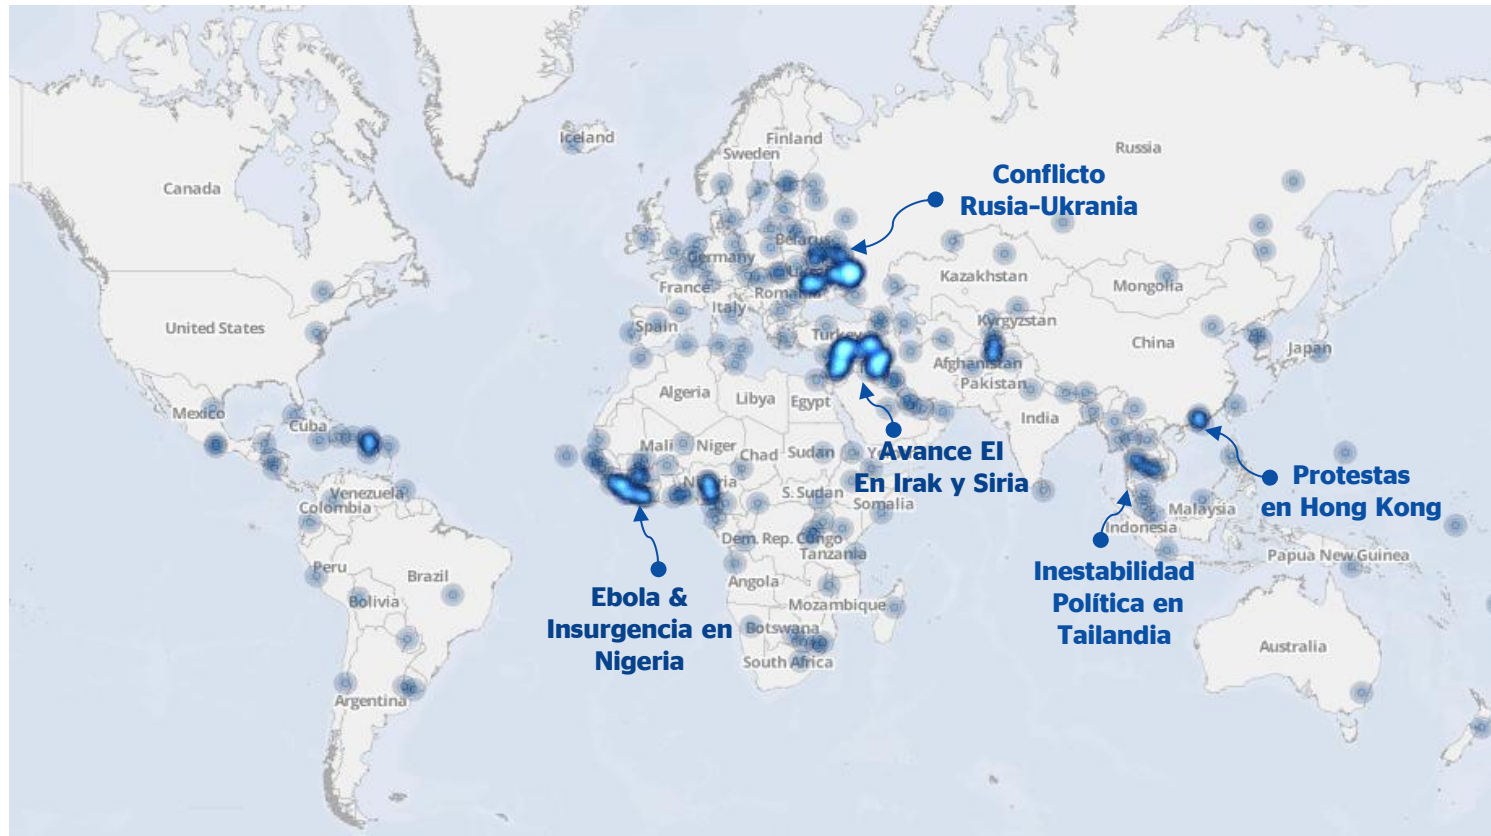 Iceland
Finland
Sweden
Russia
Canada
Conflicto
Rusia-Ukrania
Belarus
Germany
Kazakhstan
Mongolia
France
Romania
Italy
United States
Spain
Kyrgyzstan
Turkey
China
Japan
Afghanistan
Pakistan
Algeria
Libya
Egypt
India
Mexico
Cuba
Mali
Niger
Chad
Sudan
Avance EI
En Irak y Siria
Protestas
en Hong Kong
Nigeria
S. Sudan
Somalia
Venezuela
Colombia
Malaysia
Indonesia
Dem. Rep. Congo
Tanzania
Papua New Guinea
Peru
Brazil
Angola
Inestabilidad
Política en
Tailandia
Bolivia
Ebola &
Insurgencia en
Nigeria
Mozambique
Botswana
South Africa
Australia
Argentina